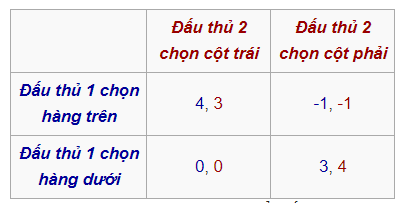 Đấu thủ 2
chọn cột trái
Đấu thủ 2
chọn cột phải
Đấu thủ 1 chọn
hàng trên
4, 3
-1, -1
Đấu thủ 1 chọn
hàng dưới
0, 0
3, 4